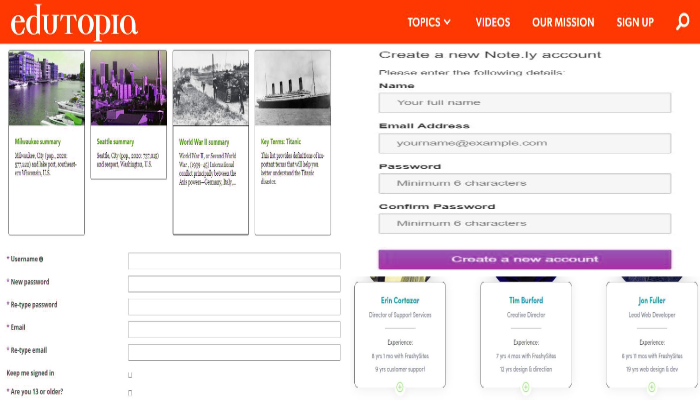 edutopia
TOPICS VIDEOS OUR MISSION SIGN UP
Milwaukee summary
Milwaukee, City (pop., 2020:
577,222) and lake port, southeast-
ern Wisconsin, U.S.
Seattle summary
Seattle, City (pop., 2020: 737,015)
and seaport, Washington, U.S.
World War II summary
World War II, or Second World
War , (1939–45) International
conflict principally between the
Axis powers—Germany, Italy,...
Key Terms: Titanic
This list provides definitions of im-
portant terms that will help you
better understand the Titanic
disaster.
Create a new Note.ly account
Please enter the following details:
Name
Your full name
Email Address
yourname@example.com
Password
Minimum 6 characters
Confirm Password
Minimum 6 characters
Create a new account
* Username
* New password
* Re-type password
* Email
* Re-type email
Keep me signed in
* Are you 13 or older?
Erin Cortazar
Director of Support Services
Experience:
8 yrs 1 mo with FreshySites
9 yrs customer support
Tim Burford
Creative Director
Experience:
7 yrs 4 mos with FreshySites
12 yrs design & direction
Jon Fuller
Lead Web Developer
Experience:
6 yrs 11 mos with FreshySites
19 yrs web design & dev